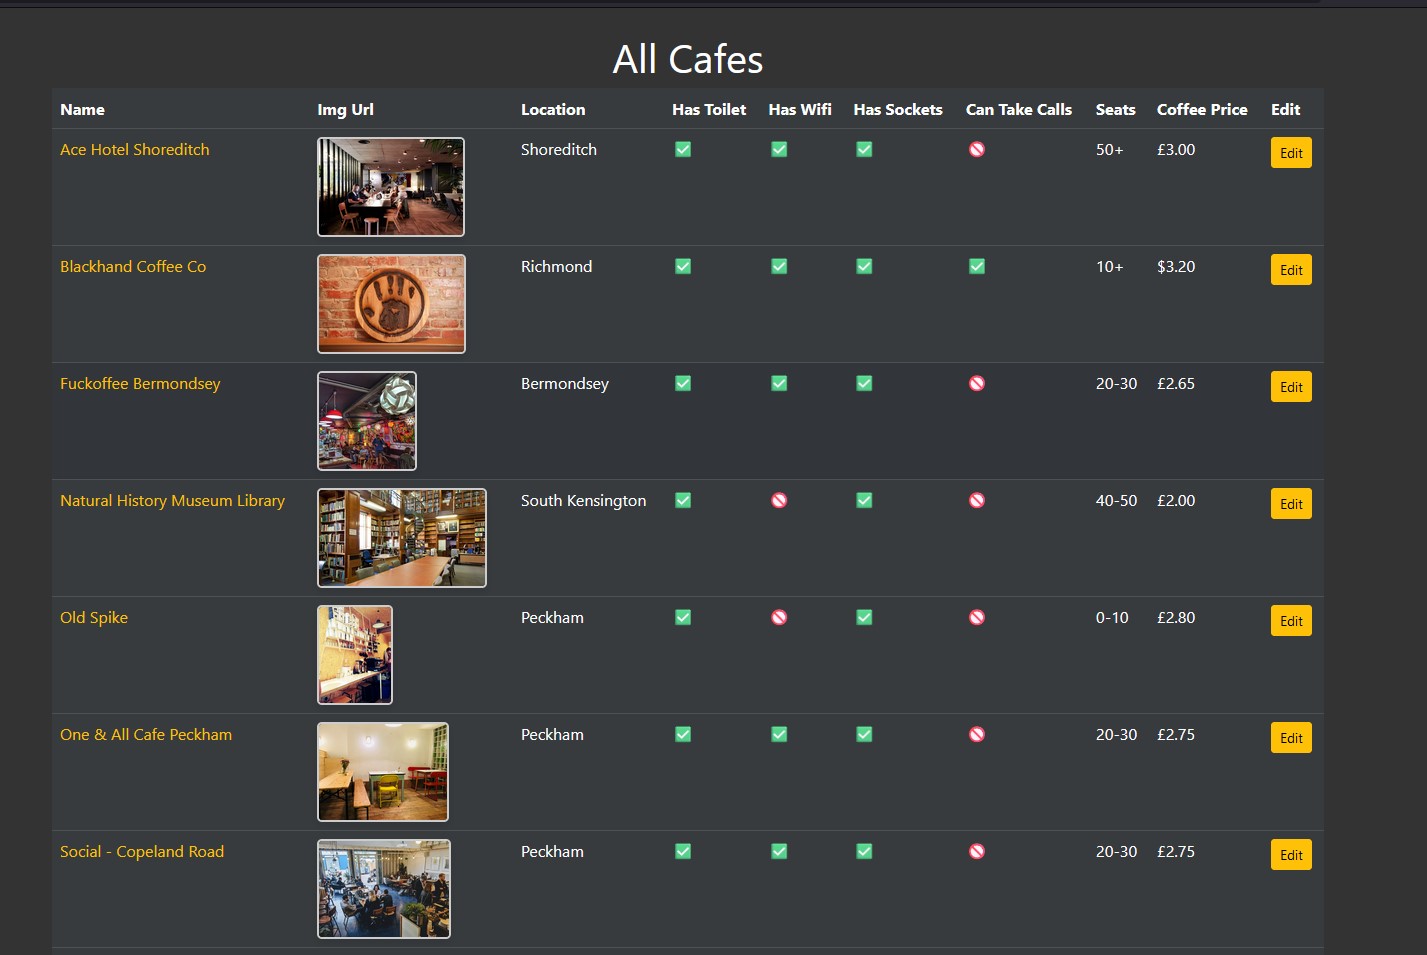 All Cafes
Name Img Url Location Has Toilet Has Wifi Has Sockets Can Take Calls Seats Coffee Price Edit
Ace Hotel Shoreditch Shoreditch ✅ ✅ ✅ 🚫 50+ £3.00 Edit
Blackhand Coffee Co Richmond ✅ ✅ ✅ ✅ 10+ $3.20 Edit
Fuckoffee Bermondsey Bermondsey ✅ ✅ ✅ 🚫 20-30 £2.65 Edit
Natural History Museum Library South Kensington ✅ 🚫 ✅ 🚫 40-50 £2.00 Edit
Old Spike Peckham ✅ 🚫 ✅ 🚫 0-10 £2.80 Edit
One & All Cafe Peckham Peckham ✅ ✅ ✅ 🚫 20-30 £2.75 Edit
Social - Copeland Road Peckham ✅ ✅ ✅ 🚫 20-30 £2.75 Edit